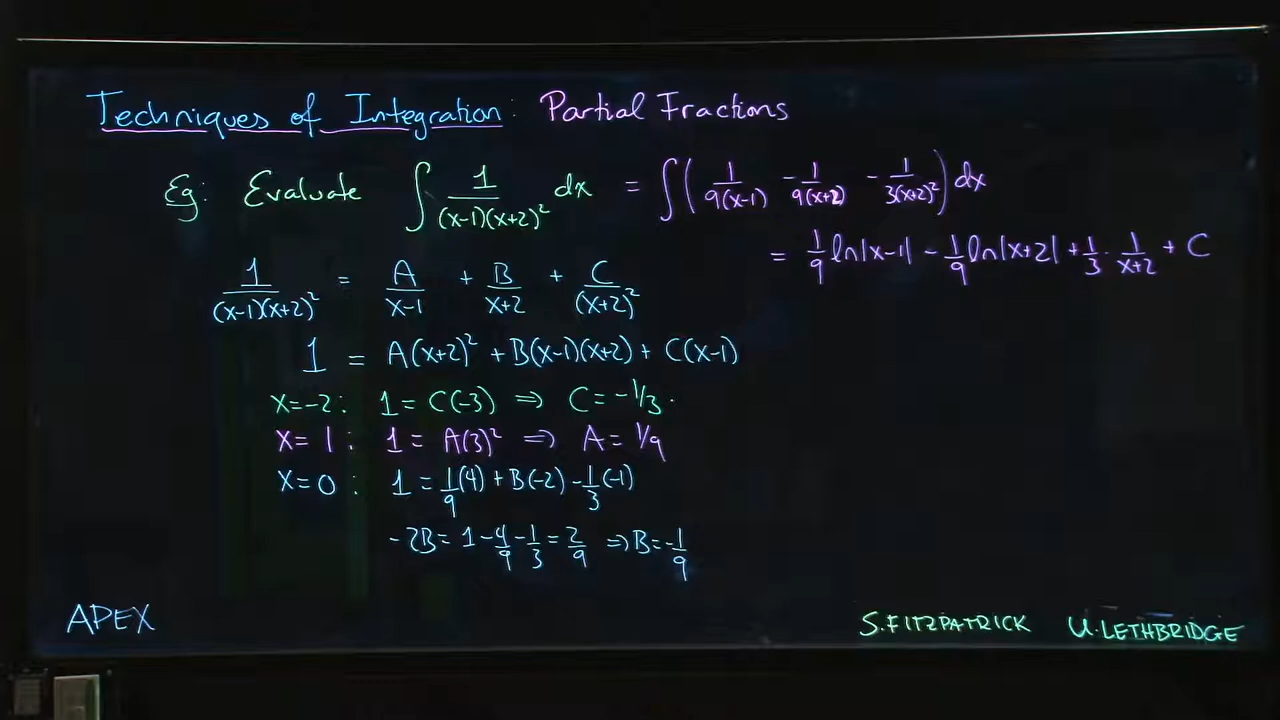 Techniques of Integration: Partial Fractions
Eg: Evaluate ∫ 1/((x-1)(x+2)²) dx = ∫(1/(9(x-1)) - 1/(9(x+2)) - 1/(3(x+2)²)) dx
= 1/9 ln|x-1| - 1/9 ln|x+2| + 1/3 · 1/(x+2) + C
1/((x-1)(x+2)²) = A/(x-1) + B/(x+2) + C/(x+2)²
1 = A(x+2)² + B(x-1)(x+2) + C(x-1)
x=-2: 1 = C(-3) ⇒ C = -1/3.
x=1: 1 = A(3)² ⇒ A = 1/9
x=0: 1 = 1/9(4) + B(-2) - 1/3(-1)
-2B = 1 - 4/9 - 1/3 = 2/9 ⇒ B = -1/9
APEX
S.FITZPATRICK U.LETHBRIDGE